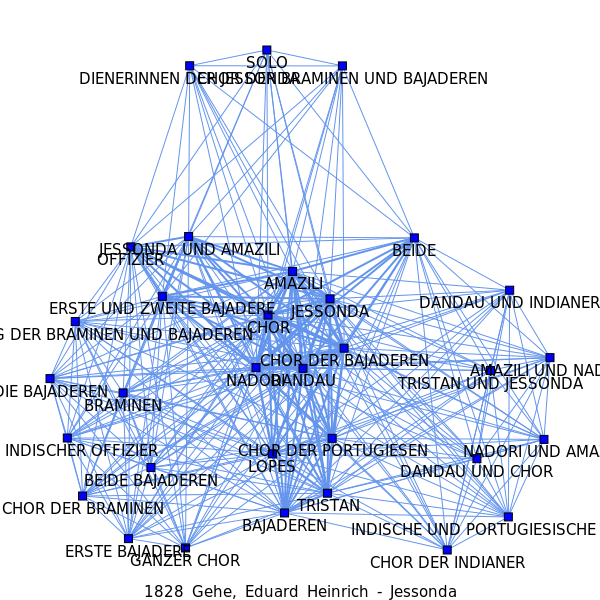 SOLO
DIENERINNEN DER JESSONDA
CHOR DER BRAMINEN UND BAJADEREN
JESSONDA UND AMAZILI
BEIDE
OFFIZIER
AMAZILI
DANDAU UND INDIANER
ERSTE UND ZWEITE BAJADERE
JESSONDA
CHOR
G DER BRAMINEN UND BAJADEREN
CHOR DER BAJADEREN
AMAZILI UND NAD
NADORI
DANDAU
TRISTAN UND JESSONDA
DIE BAJADEREN
BRAMINEN
INDISCHER OFFIZIER
CHOR DER PORTUGIESEN
NADORI UND AMA
LOPES
DANDAU UND CHOR
BEIDE BAJADEREN
CHOR DER BRAMINEN
TRISTAN
BAJADEREN
INDISCHE UND PORTUGIESISCHE
ERSTE BAJADERE
GANZER CHOR
CHOR DER INDIANER
1828 Gehe, Eduard Heinrich - Jessonda